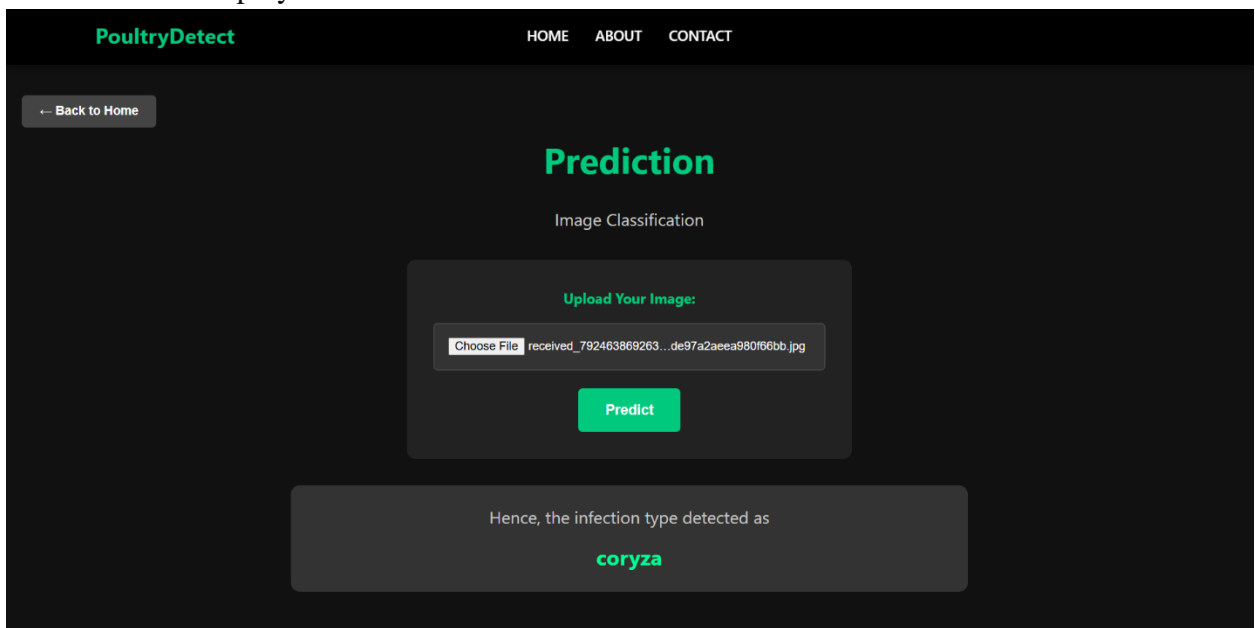 PoultryDetect HOME ABOUT CONTACT
← Back to Home
Prediction
Image Classification
Upload Your Image:
Choose File received_792463869263...de97a2aeea980f66bb.jpg
Predict
Hence, the infection type detected as
coryza